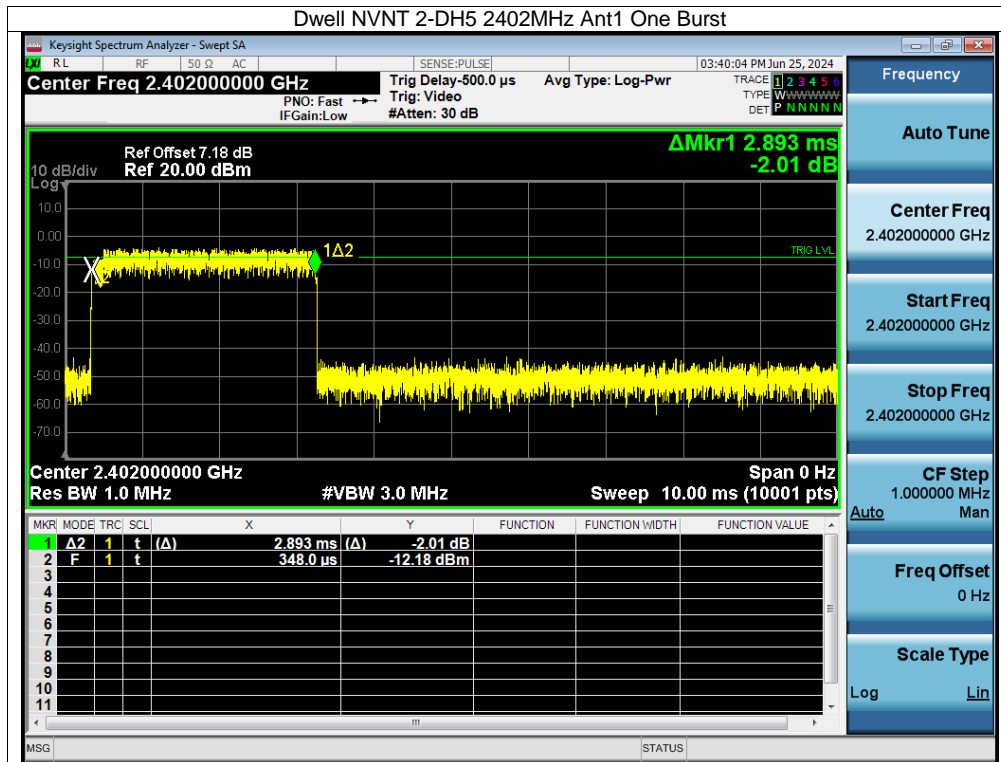 Dwell NVNT 2-DH5 2402MHz Ant1 One Burst
Keysight Spectrum Analyzer - Swept SA
LXI RL RF 50 Ω AC SENSE:PULSE 03:40:04 PM Jun 25, 2024
Center Freq 2.402000000 GHz Trig Delay-500.0 µs Avg Type: Log-Pwr TRACE 1 2 3 4 5 6
PNO: Fast Trig: Video TYPE WWWWWW
IFGain:Low #Atten: 30 dB DET P NNNNN
Frequency
Auto Tune
Center Freq
2.402000000 GHz
Start Freq
2.402000000 GHz
Stop Freq
2.402000000 GHz
CF Step
1.000000 MHz
Auto Man
Freq Offset
0 Hz
Scale Type
Log Lin
ΔMkr1 2.893 ms
-2.01 dB
Ref Offset 7.18 dB
10 dB/div Ref 20.00 dBm
Log
10.0
0.00
-10.0
-20.0
-30.0
-40.0
-50.0
-60.0
-70.0
1Δ2
TRIG LVL
Center 2.402000000 GHz Span 0 Hz
Res BW 1.0 MHz #VBW 3.0 MHz Sweep 10.00 ms (10001 pts)
MKR MODE TRC SCL X Y FUNCTION FUNCTION WIDTH FUNCTION VALUE
1 Δ2 1 t (Δ) 2.893 ms (Δ) -2.01 dB
2 F 1 t 348.0 µs -12.18 dBm
3
4
5
6
7
8
9
10
11
MSG STATUS